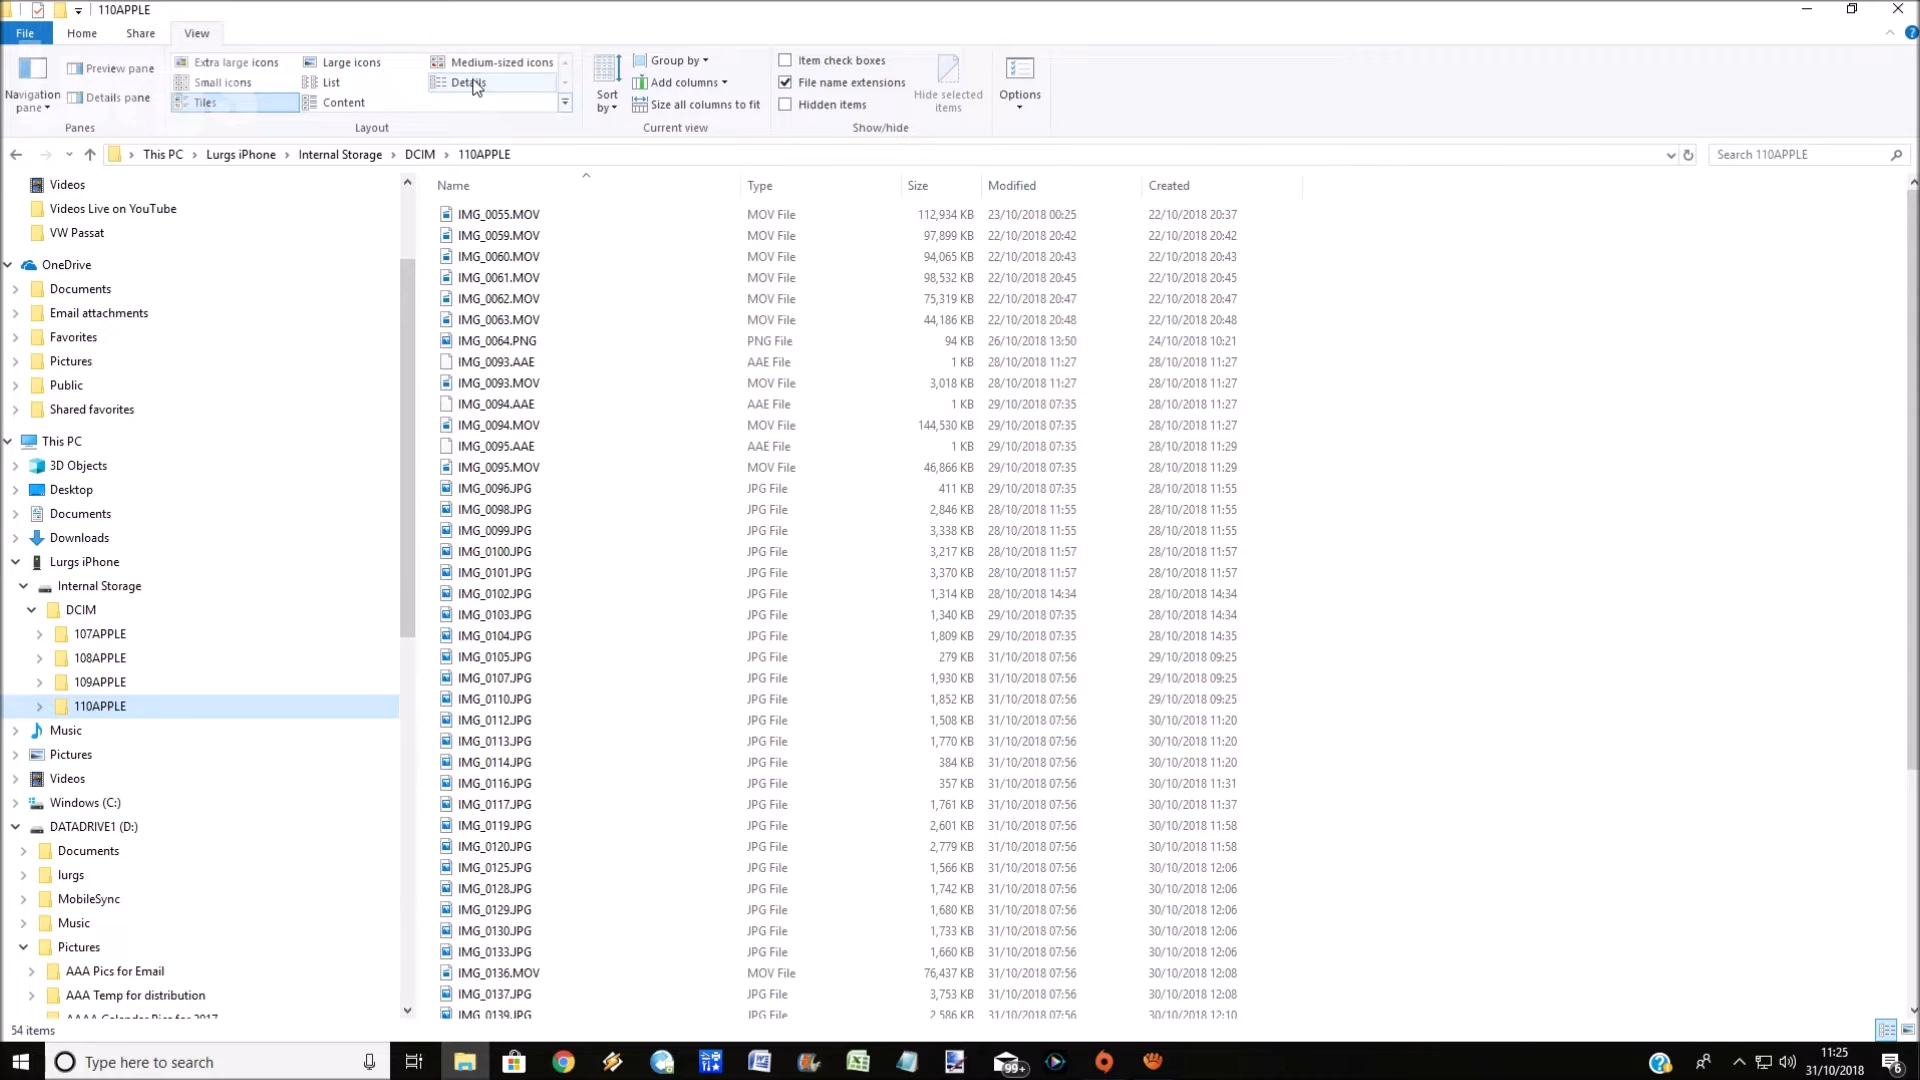 110APPLE
File Home Share View
Navigation pane
Preview pane
Details pane
Panes
Extra large icons Large icons Medium-sized icons
Small icons List Details
Tiles Content
Layout
Sort by
Group by
Add columns
Size all columns to fit
Current view
Item check boxes
File name extensions
Hidden items
Hide selected items
Show/hide
Options
This PC > Lurgs iPhone > Internal Storage > DCIM > 110APPLE
Search 110APPLE
Videos
Videos Live on YouTube
VW Passat
OneDrive
Documents
Email attachments
Favorites
Pictures
Public
Shared favorites
This PC
3D Objects
Desktop
Documents
Downloads
Lurgs iPhone
Internal Storage
DCIM
107APPLE
108APPLE
109APPLE
110APPLE
Music
Pictures
Videos
Windows (C:)
DATADRIVE1 (D:)
Documents
lurgs
MobileSync
Music
Pictures
AAA Pics for Email
AAA Temp for distribution
AAAA Calendar Pics for 2017
Name Type Size Modified Created
IMG_0055.MOV MOV File 112,934 KB 23/10/2018 00:25 22/10/2018 20:37
IMG_0059.MOV MOV File 97,899 KB 22/10/2018 20:42 22/10/2018 20:42
IMG_0060.MOV MOV File 94,065 KB 22/10/2018 20:43 22/10/2018 20:43
IMG_0061.MOV MOV File 98,532 KB 22/10/2018 20:45 22/10/2018 20:45
IMG_0062.MOV MOV File 75,319 KB 22/10/2018 20:47 22/10/2018 20:47
IMG_0063.MOV MOV File 44,186 KB 22/10/2018 20:48 22/10/2018 20:48
IMG_0064.PNG PNG File 94 KB 26/10/2018 13:50 24/10/2018 10:21
IMG_0093.AAE AAE File 1 KB 28/10/2018 11:27 28/10/2018 11:27
IMG_0093.MOV MOV File 3,018 KB 28/10/2018 11:27 28/10/2018 11:27
IMG_0094.AAE AAE File 1 KB 29/10/2018 07:35 28/10/2018 11:27
IMG_0094.MOV MOV File 144,530 KB 29/10/2018 07:35 28/10/2018 11:27
IMG_0095.AAE AAE File 1 KB 29/10/2018 07:35 28/10/2018 11:29
IMG_0095.MOV MOV File 46,866 KB 29/10/2018 07:35 28/10/2018 11:29
IMG_0096.JPG JPG File 411 KB 29/10/2018 07:35 28/10/2018 11:55
IMG_0098.JPG JPG File 2,846 KB 28/10/2018 11:55 28/10/2018 11:55
IMG_0099.JPG JPG File 3,338 KB 28/10/2018 11:55 28/10/2018 11:55
IMG_0100.JPG JPG File 3,217 KB 28/10/2018 11:57 28/10/2018 11:57
IMG_0101.JPG JPG File 3,370 KB 28/10/2018 11:57 28/10/2018 11:57
IMG_0102.JPG JPG File 1,314 KB 28/10/2018 14:34 28/10/2018 14:34
IMG_0103.JPG JPG File 1,340 KB 29/10/2018 07:35 28/10/2018 14:34
IMG_0104.JPG JPG File 1,809 KB 29/10/2018 07:35 28/10/2018 14:35
IMG_0105.JPG JPG File 279 KB 31/10/2018 07:56 29/10/2018 09:25
IMG_0107.JPG JPG File 1,930 KB 31/10/2018 07:56 29/10/2018 09:25
IMG_0110.JPG JPG File 1,852 KB 31/10/2018 07:56 29/10/2018 09:25
IMG_0112.JPG JPG File 1,508 KB 31/10/2018 07:56 30/10/2018 11:20
IMG_0113.JPG JPG File 1,770 KB 31/10/2018 07:56 30/10/2018 11:20
IMG_0114.JPG JPG File 384 KB 31/10/2018 07:56 30/10/2018 11:20
IMG_0116.JPG JPG File 357 KB 31/10/2018 07:56 30/10/2018 11:31
IMG_0117.JPG JPG File 1,761 KB 31/10/2018 07:56 30/10/2018 11:37
IMG_0119.JPG JPG File 2,601 KB 31/10/2018 07:56 30/10/2018 11:58
IMG_0120.JPG JPG File 2,779 KB 31/10/2018 07:56 30/10/2018 11:58
IMG_0125.JPG JPG File 1,566 KB 31/10/2018 07:56 30/10/2018 12:06
IMG_0128.JPG JPG File 1,742 KB 31/10/2018 07:56 30/10/2018 12:06
IMG_0129.JPG JPG File 1,680 KB 31/10/2018 07:56 30/10/2018 12:06
IMG_0130.JPG JPG File 1,733 KB 31/10/2018 07:56 30/10/2018 12:06
IMG_0133.JPG JPG File 1,660 KB 31/10/2018 07:56 30/10/2018 12:06
IMG_0136.MOV MOV File 76,437 KB 31/10/2018 07:56 30/10/2018 12:08
IMG_0137.JPG JPG File 3,753 KB 31/10/2018 07:56 30/10/2018 12:08
IMG_0139.JPG JPG File 2,586 KB 31/10/2018 07:56 30/10/2018 12:10
54 items
Type here to search
99+
11:25
31/10/2018
6